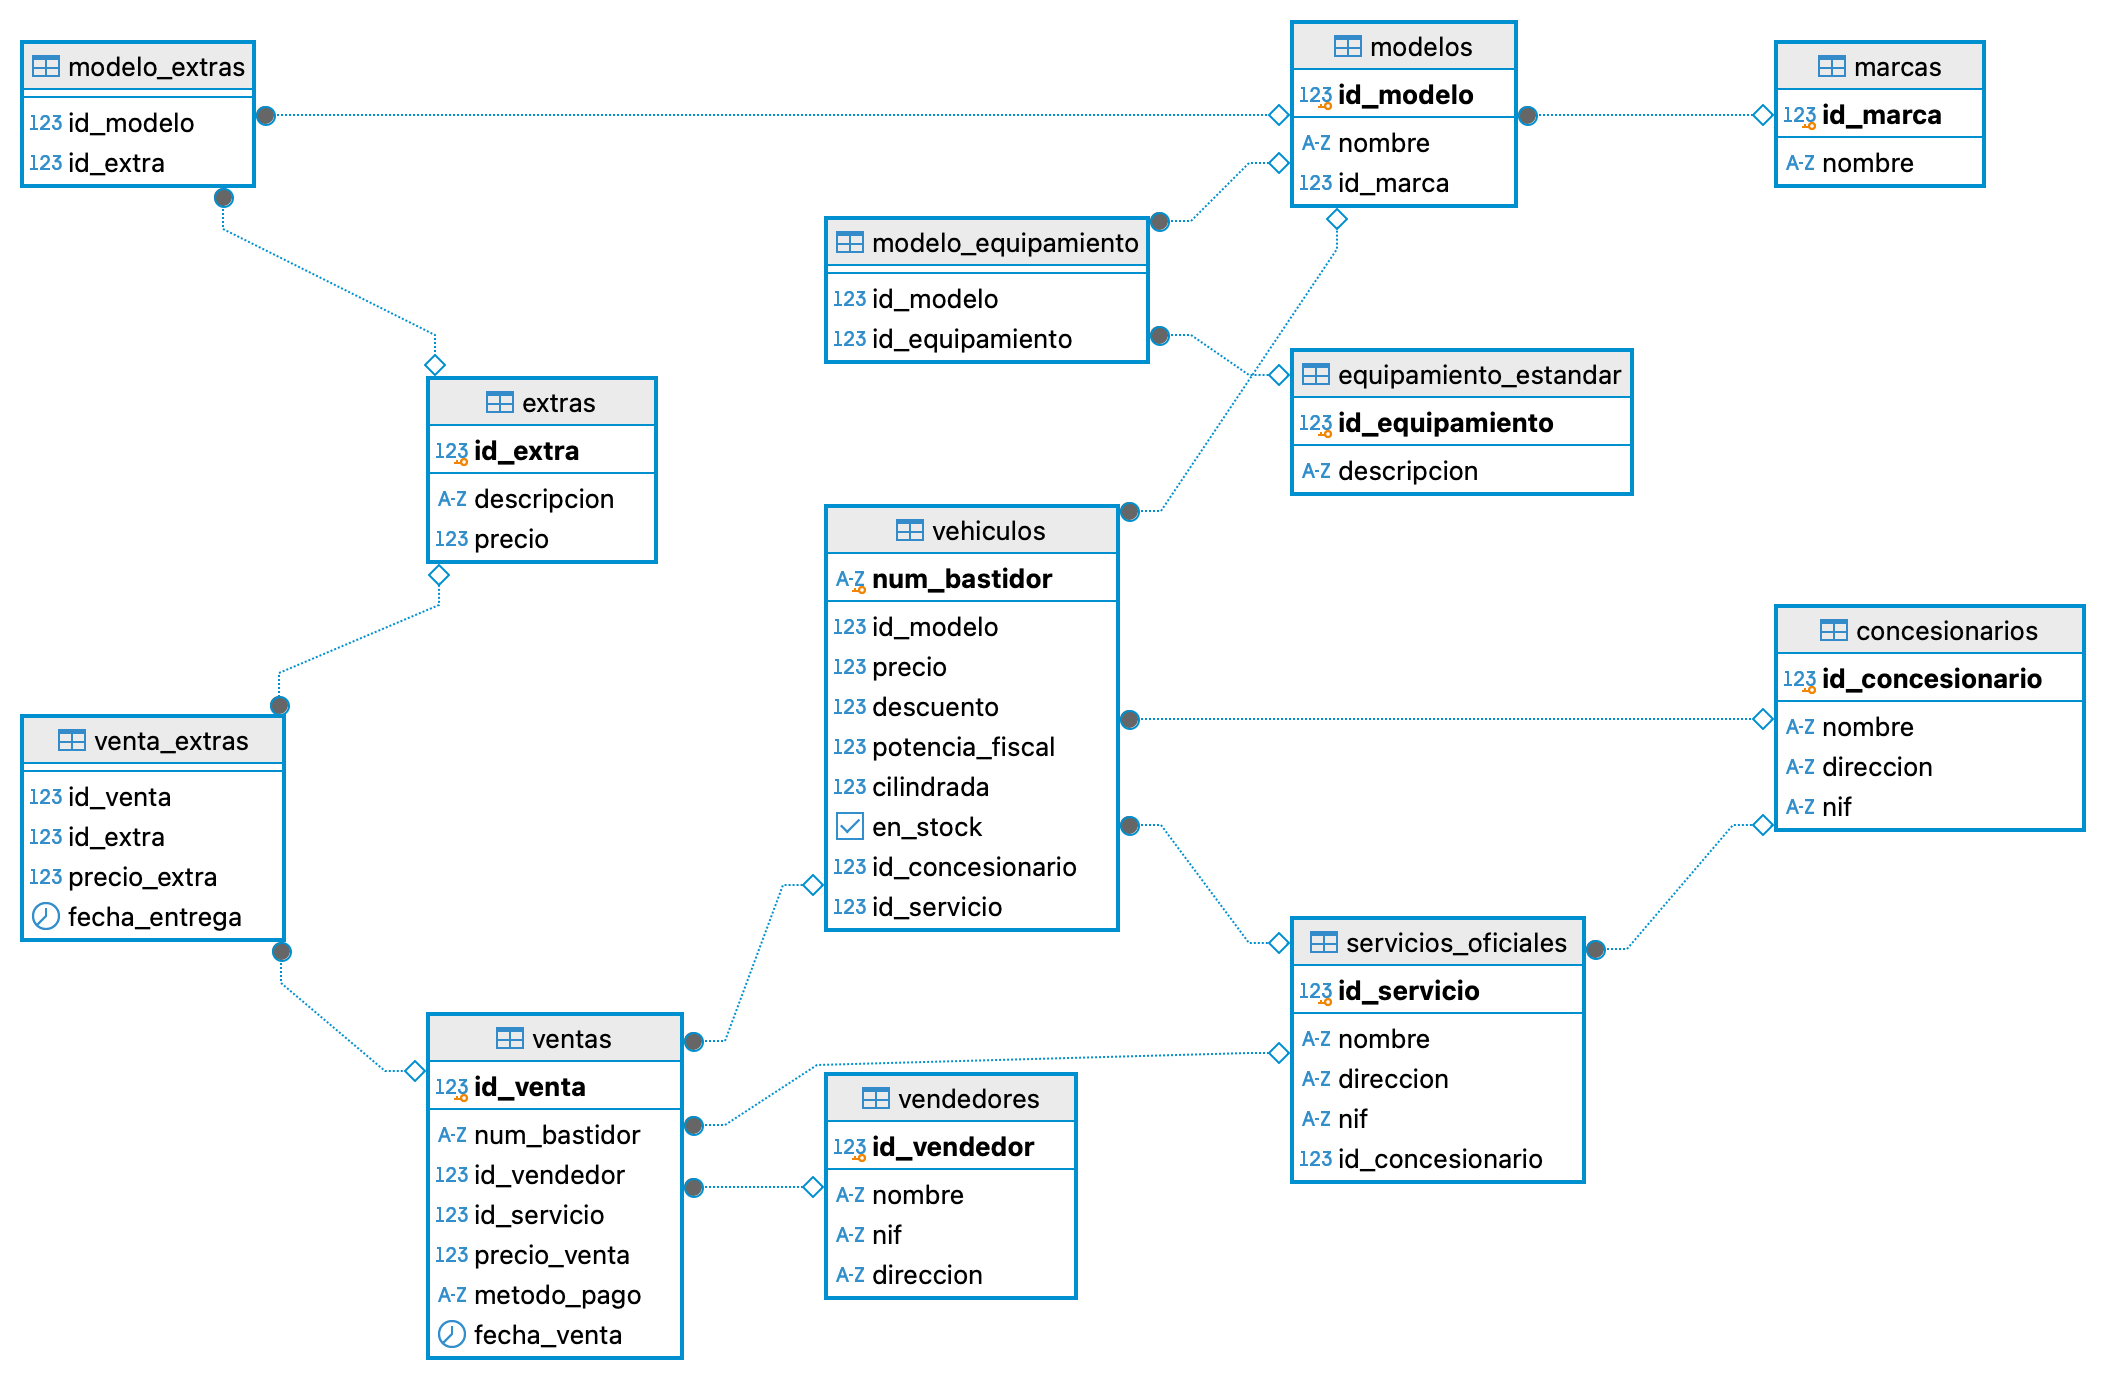 modelo_extras
123 id_modelo
123 id_extra
modelos
123 id_modelo
A-Z nombre
123 id_marca
marcas
123 id_marca
A-Z nombre
modelo_equipamiento
123 id_modelo
123 id_equipamiento
equipamiento_estandar
123 id_equipamiento
A-Z descripcion
extras
123 id_extra
A-Z descripcion
123 precio
vehiculos
A-Z num_bastidor
123 id_modelo
123 precio
123 descuento
123 potencia_fiscal
123 cilindrada
en_stock
123 id_concesionario
123 id_servicio
concesionarios
123 id_concesionario
A-Z nombre
A-Z direccion
A-Z nif
venta_extras
123 id_venta
123 id_extra
123 precio_extra
fecha_entrega
servicios_oficiales
123 id_servicio
A-Z nombre
A-Z direccion
A-Z nif
123 id_concesionario
ventas
123 id_venta
A-Z num_bastidor
123 id_vendedor
123 id_servicio
123 precio_venta
A-Z metodo_pago
fecha_venta
vendedores
123 id_vendedor
A-Z nombre
A-Z nif
A-Z direccion